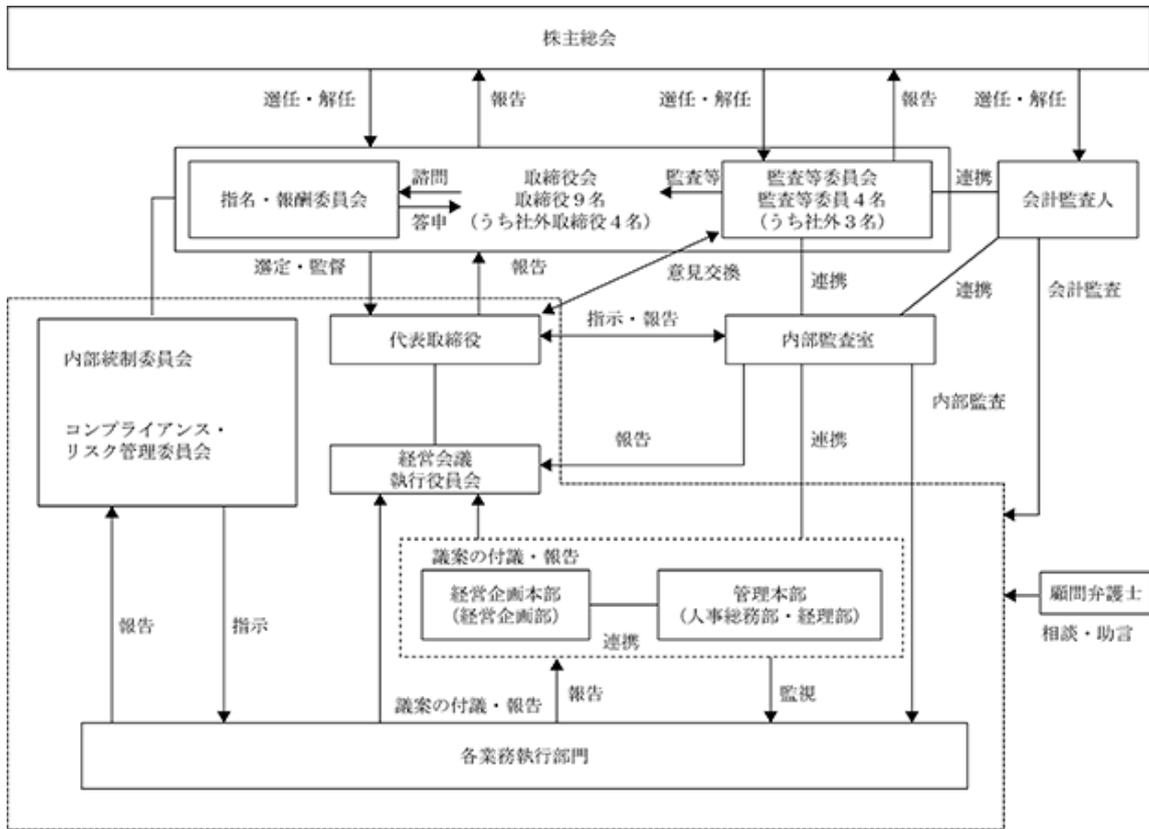 株主総会
選任・解任
報告
選任・解任
報告
選任・解任
指名・報酬委員会
諮問
答申
取締役会
取締役９名
(うち社外取締役４名)
監査等
監査等委員会
監査等委員４名
(うち社外３名)
連携
会計監査人
選定・監督
報告
意見交換
連携
連携
会計監査
内部統制委員会
コンプライアンス・
リスク管理委員会
代表取締役
指示・報告
内部監査室
内部監査
経営会議
執行役員会
報告
連携
議案の付議・報告
経営企画本部
(経営企画部)
管理本部
(人事総務部・経理部)
連携
顧問弁護士
相談・助言
報告
指示
議案の付議・報告
報告
監視
各業務執行部門